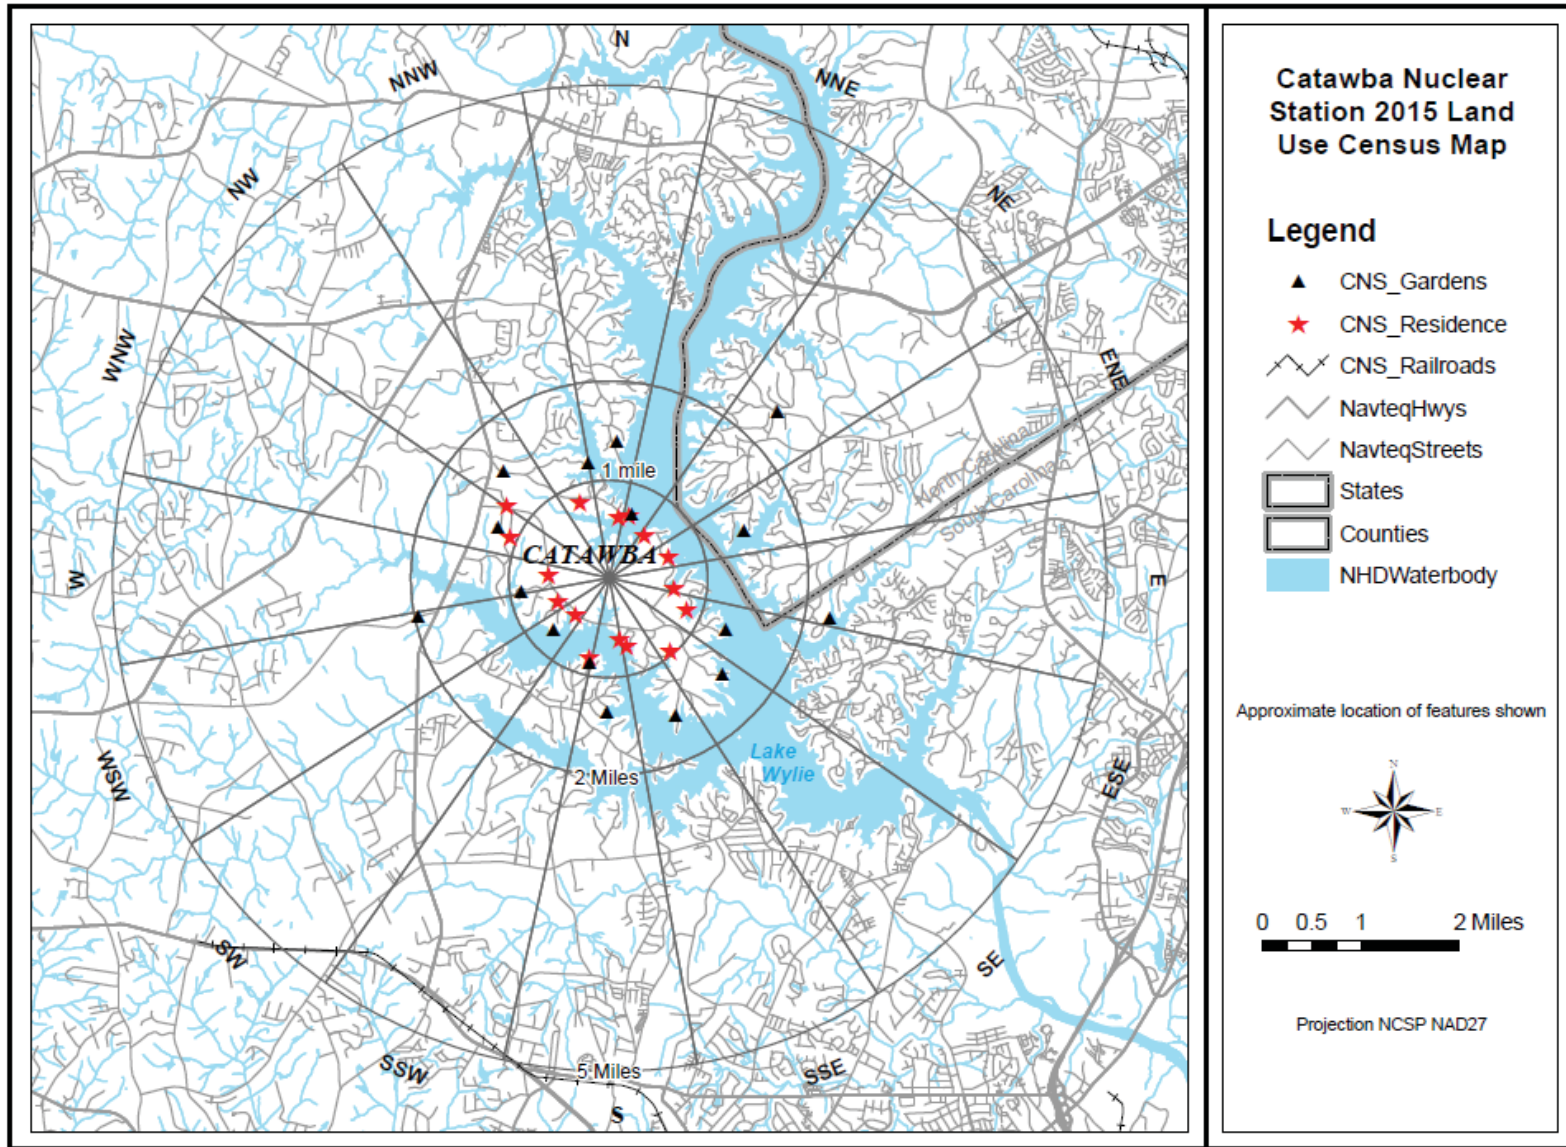 N
NNW
NNE
NW
NE
WNW
ENE
North Carolina
South Carolina
1 mile
CATAWBA
W
E
Lake
Wylie
2 Miles
WSW
ESE
SW
SE
SSW
5 Miles
SSE
S
Catawba Nuclear
Station 2015 Land
Use Census Map
Legend
CNS_Gardens
CNS_Residence
CNS_Railroads
NavteqHwys
NavteqStreets
States
Counties
NHDWaterbody
Approximate location of features shown
N
W
E
S
0 0.5 1 2 Miles
Projection NCSP NAD27